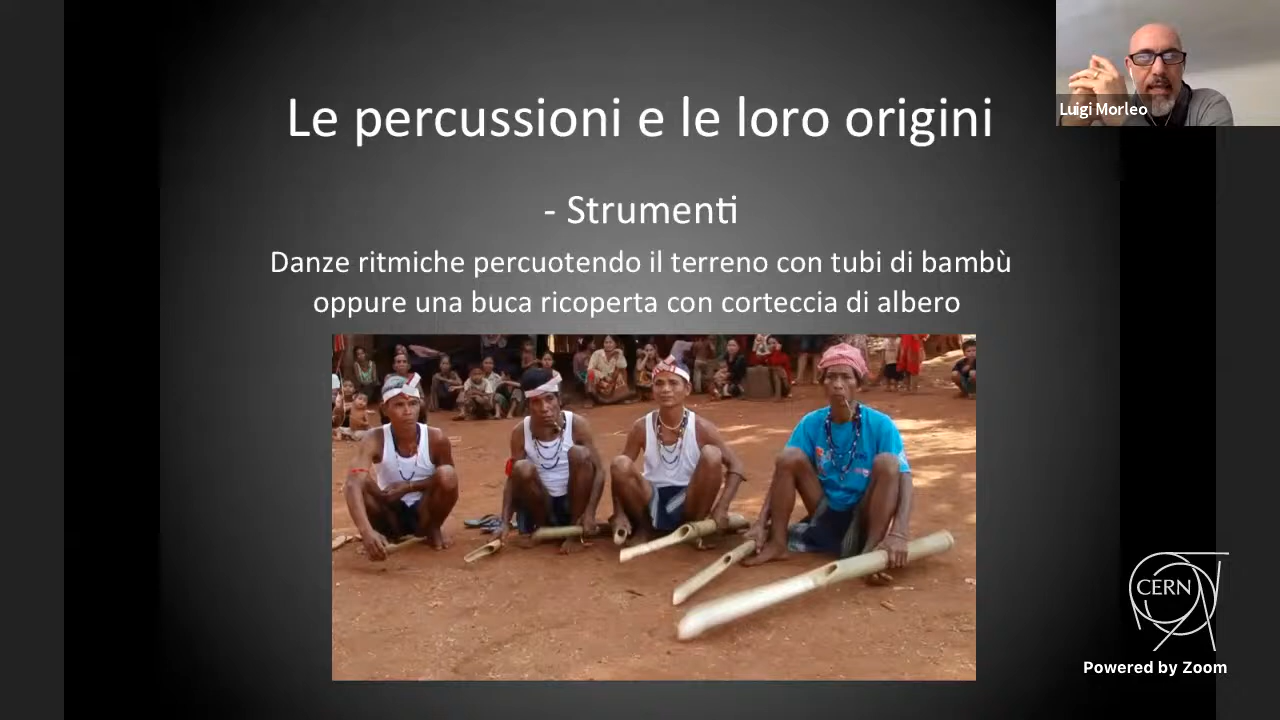 Le percussioni e le loro origini
Luigi Morleo
- Strumenti
Danze ritmiche percuotendo il terreno con tubi di bambù
oppure una buca ricoperta con corteccia di albero
CERN
Powered by Zoom